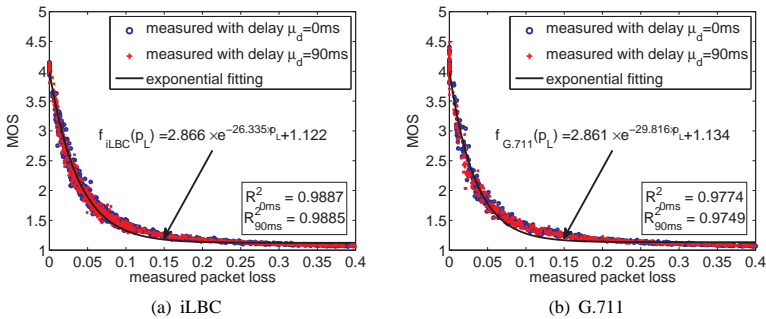 5
4.5
4
3.5
3
2.5
2
1.5
1
MOS
measured with delay μd=0ms
measured with delay μd=90ms
exponential fitting
f iLBC(pL) =2.866 ×e−26.335×pL+1.122
R²0ms = 0.9887
R²90ms = 0.9885
0 0.05 0.1 0.15 0.2 0.25 0.3 0.35 0.4
measured packet loss
(a) iLBC
5
4.5
4
3.5
3
2.5
2
1.5
1
MOS
measured with delay μd=0ms
measured with delay μd=90ms
exponential fitting
f G.711(pL) =2.861 ×e−29.816×pL+1.134
R²0ms = 0.9774
R²90ms = 0.9749
0 0.05 0.1 0.15 0.2 0.25 0.3 0.35 0.4
measured packet loss
(b) G.711